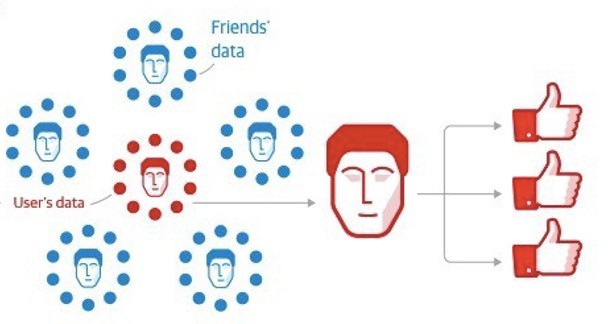 Friends'
data
User's data